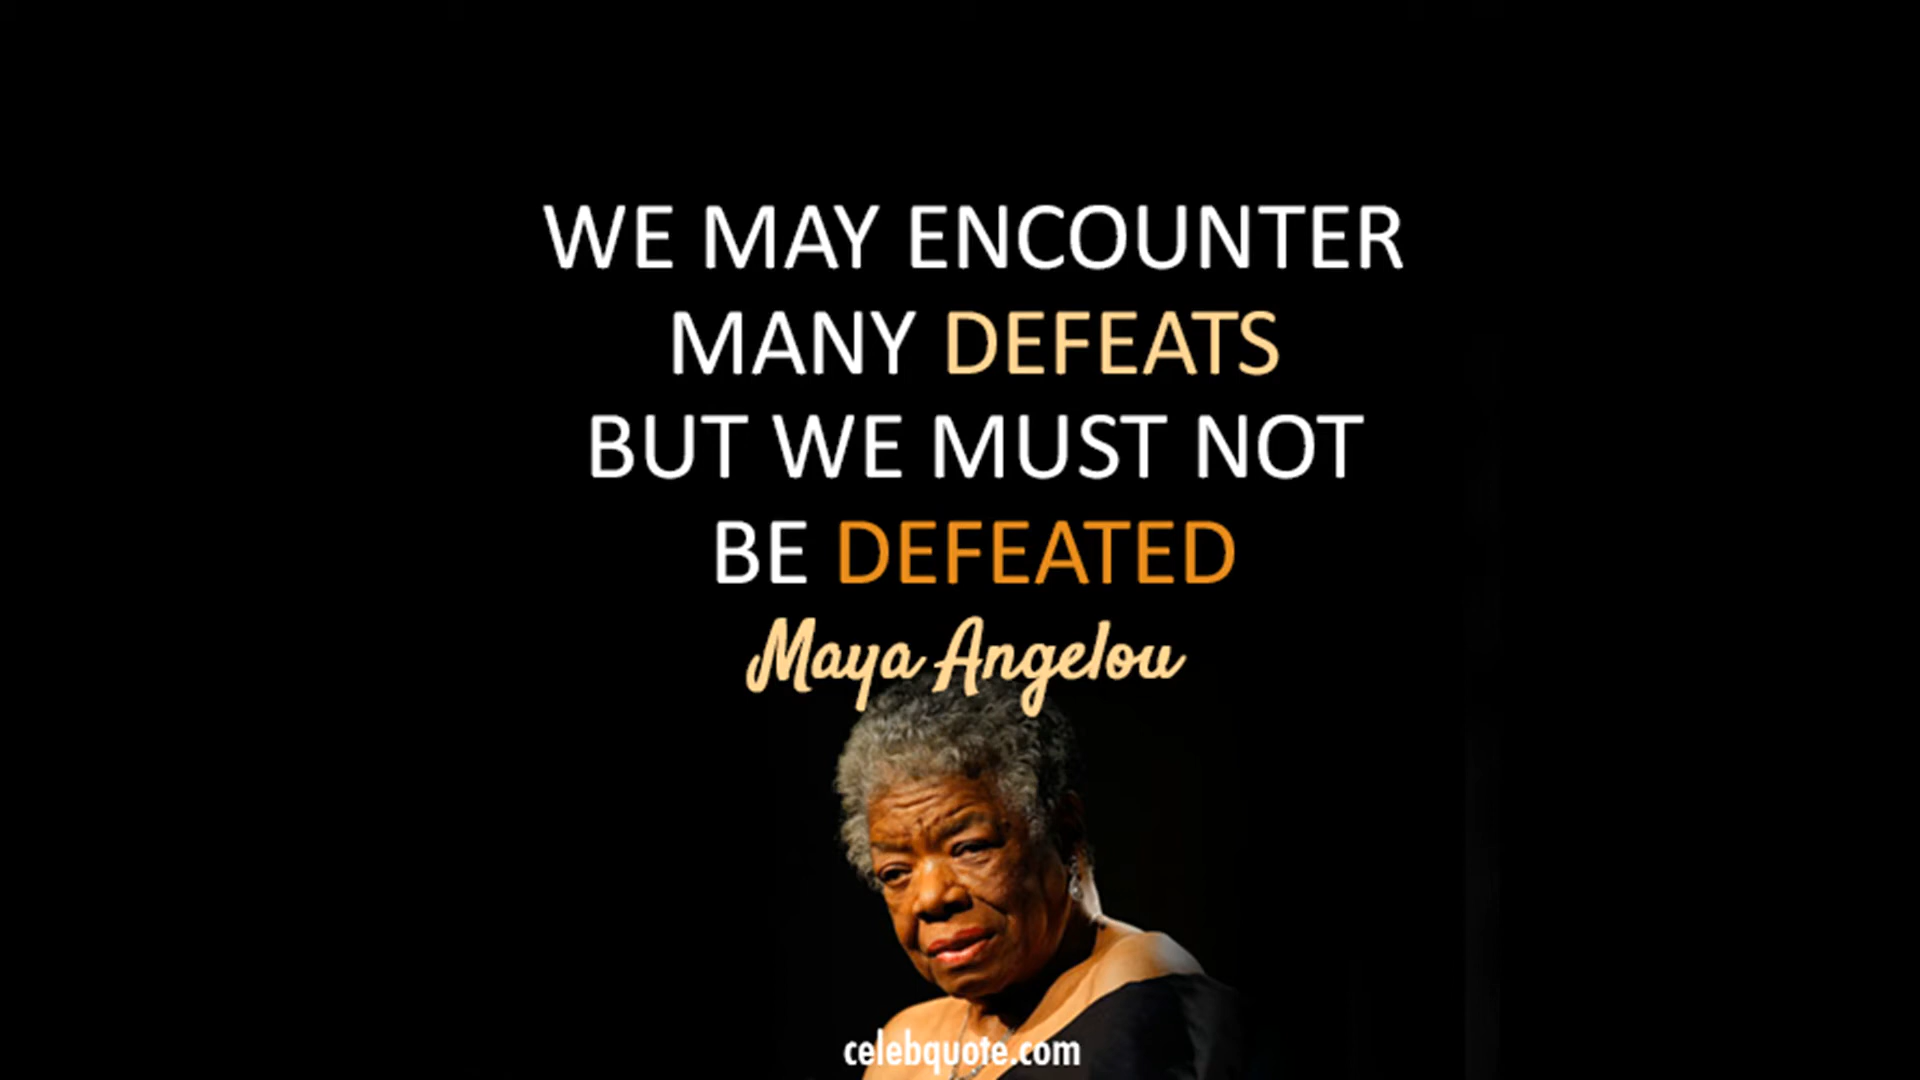 WE MAY ENCOUNTER
MANY DEFEATS
BUT WE MUST NOT
BE DEFEATED
Maya Angelou
celebquote.com